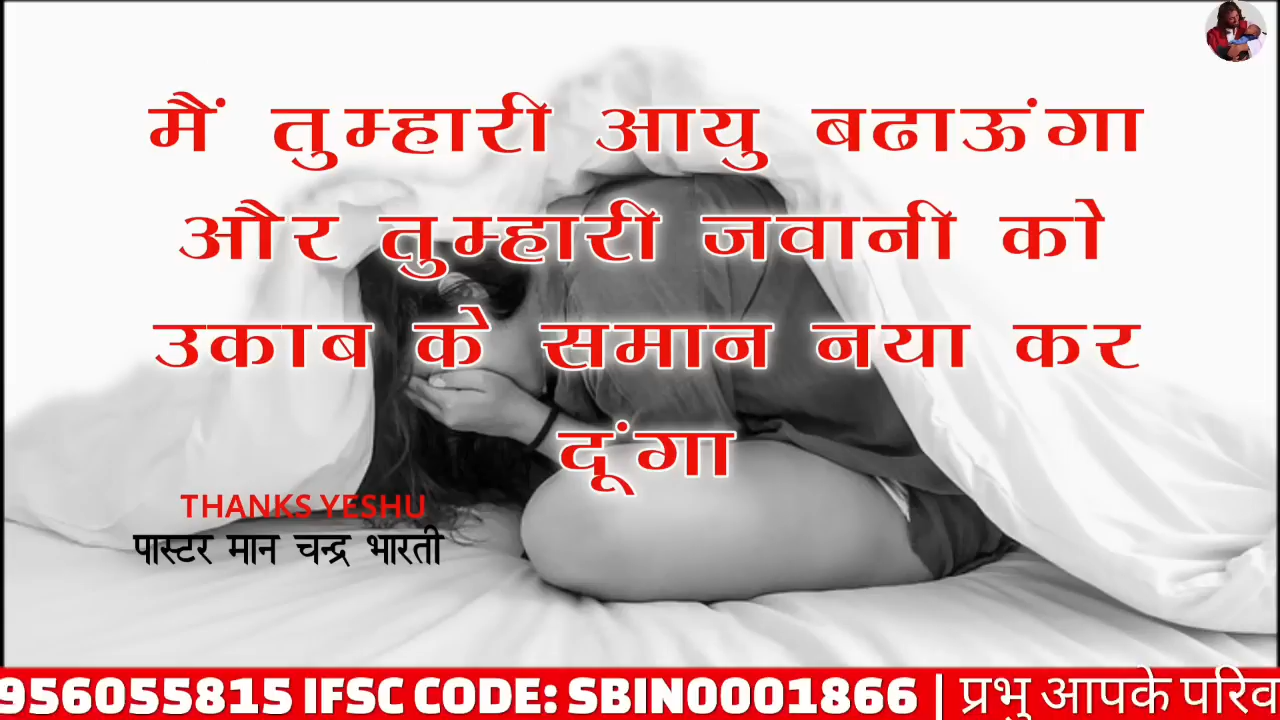 मैं तुम्हारी आयु बढाऊंगा
और तुम्हारी जवानी को
उकाब के समान नया कर
दूंगा
THANKS YESHU
पास्टर मान चन्द्र भारती
956055815 IFSC CODE: SBIN0001866 | प्रभु आपके परिव